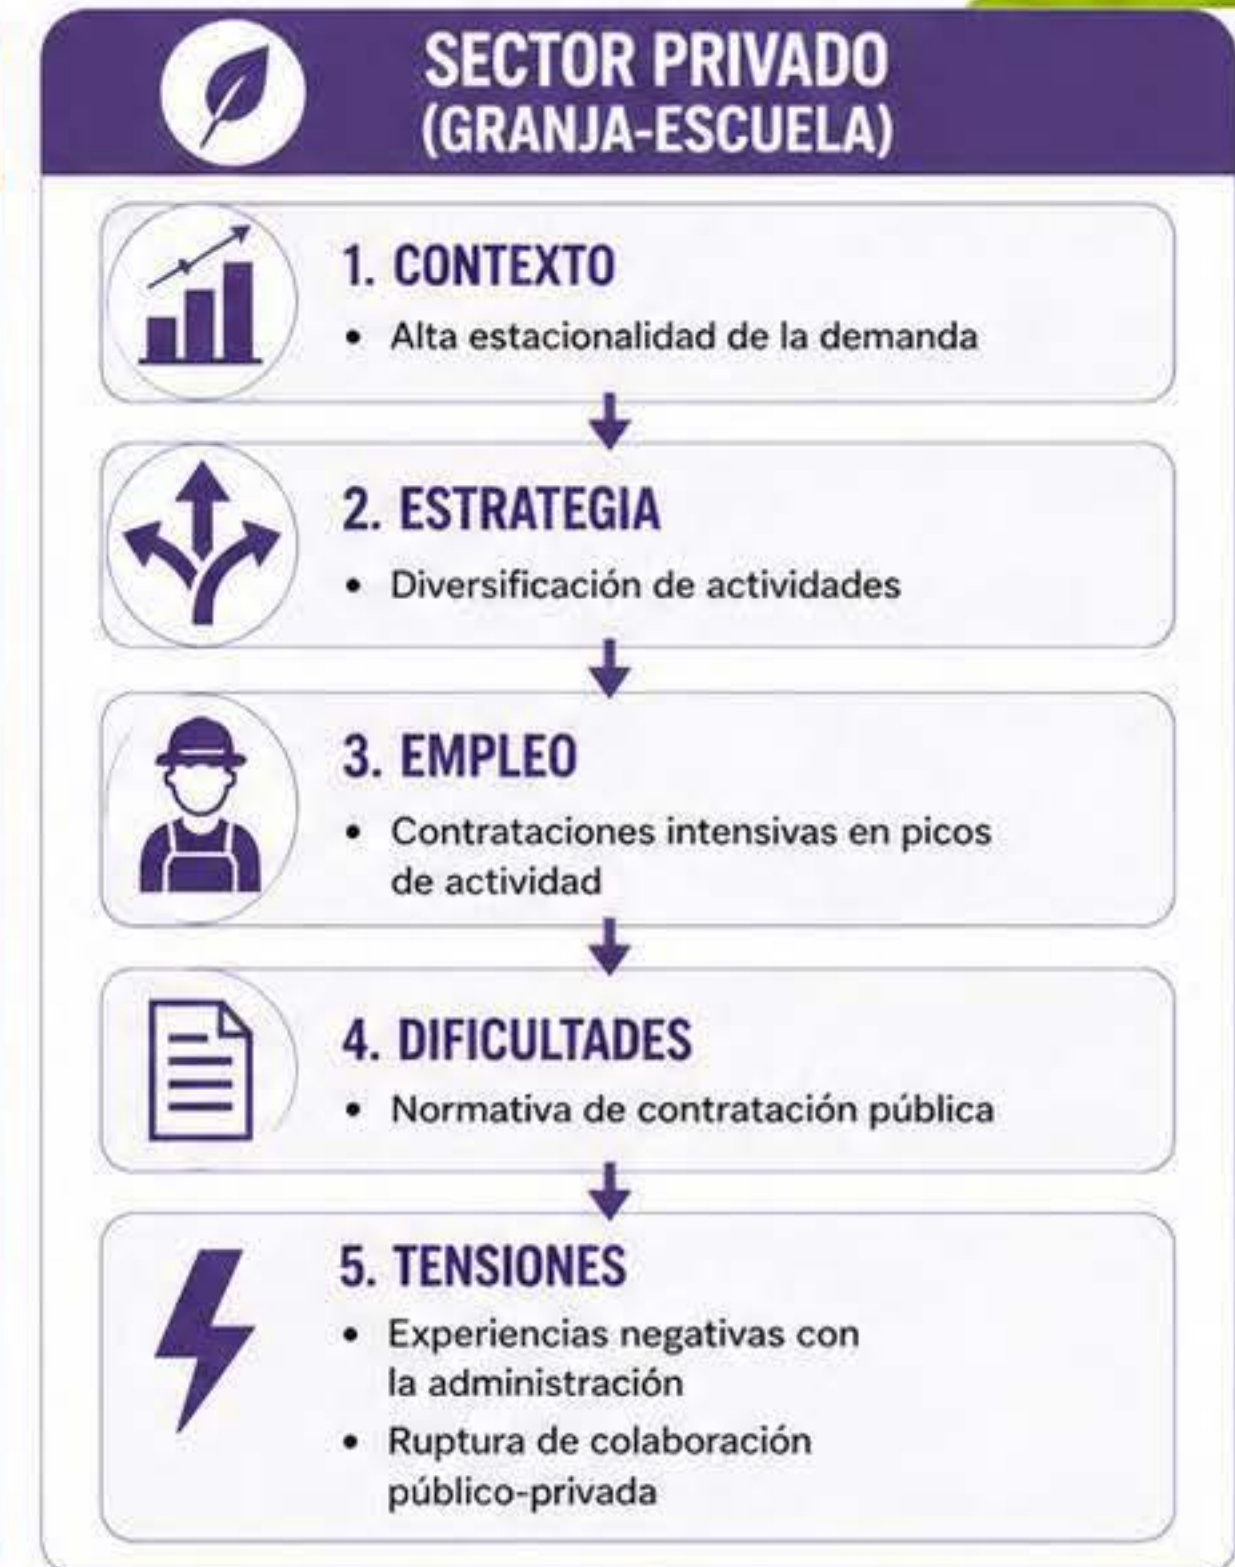 SECTOR PRIVADO
(GRANJA-ESCUELA)
1. CONTEXTO
• Alta estacionalidad de la demanda
2. ESTRATEGIA
• Diversificación de actividades
3. EMPLEO
• Contrataciones intensivas en picos
de actividad
4. DIFICULTADES
• Normativa de contratación pública
5. TENSIONES
• Experiencias negativas con
la administración
• Ruptura de colaboración
público-privada